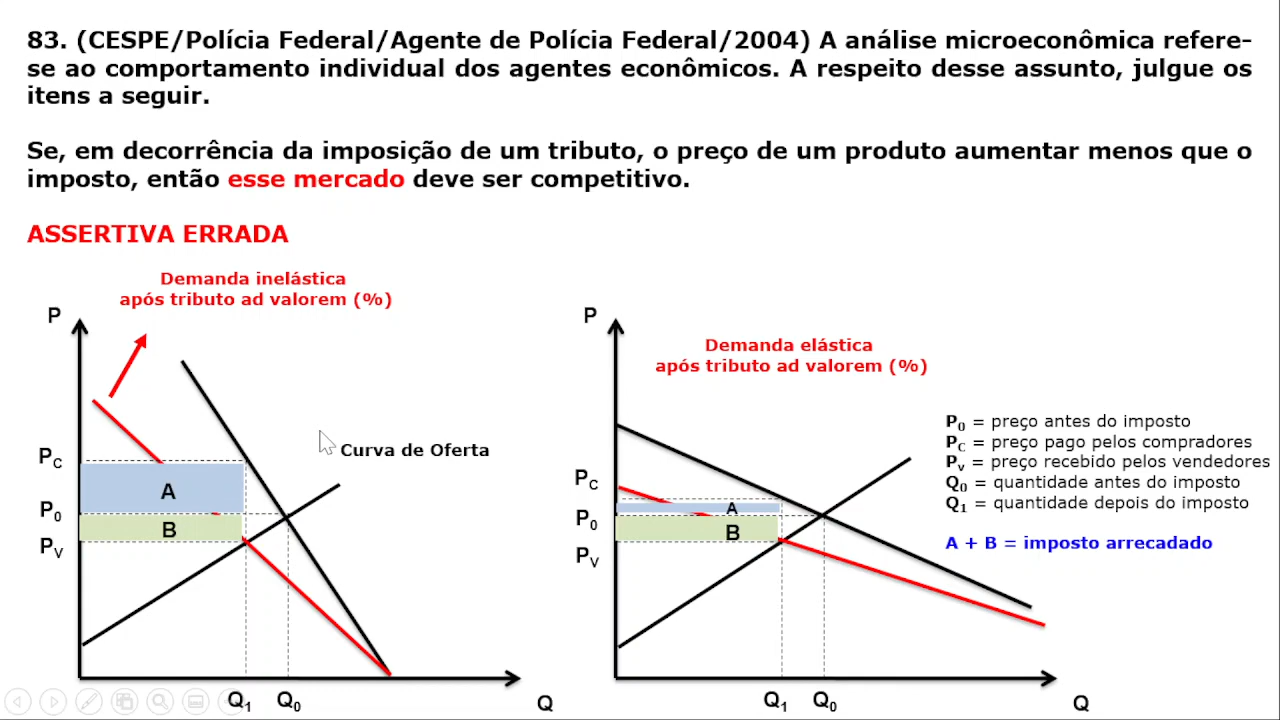 83. (CESPE/Polícia Federal/Agente de Polícia Federal/2004) A análise microeconômica refere-
se ao comportamento individual dos agentes econômicos. A respeito desse assunto, julgue os
itens a seguir.
Se, em decorrência da imposição de um tributo, o preço de um produto aumentar menos que o
imposto, então esse mercado deve ser competitivo.
ASSERTIVA ERRADA
Demanda inelástica
após tributo ad valorem (%)
P
Curva de Oferta
P_C
A
P_0
B
P_V
Q_1
Q_0
Q
P
Demanda elástica
após tributo ad valorem (%)
P_C
A
P_0
B
P_V
Q_1
Q_0
Q
P_0 = preço antes do imposto
P_C = preço pago pelos compradores
P_v = preço recebido pelos vendedores
Q_0 = quantidade antes do imposto
Q_1 = quantidade depois do imposto
A + B = imposto arrecadado